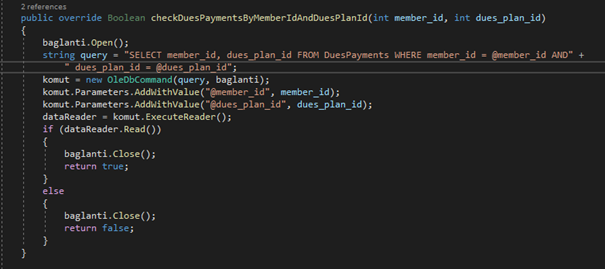 2 references
public override Boolean checkDuesPaymentsByMemberIdAndDuesPlanId(int member_id, int dues_plan_id)
{
baglanti.Open();
string query = "SELECT member_id, dues_plan_id FROM DuesPayments WHERE member_id = @member_id AND" +
" dues_plan_id = @dues_plan_id";
komut = new OleDbCommand(query, baglanti);
komut.Parameters.AddWithValue("@member_id", member_id);
komut.Parameters.AddWithValue("@dues_plan_id", dues_plan_id);
dataReader = komut.ExecuteReader();
if (dataReader.Read())
{
baglanti.Close();
return true;
}
else
{
baglanti.Close();
return false;
}
}